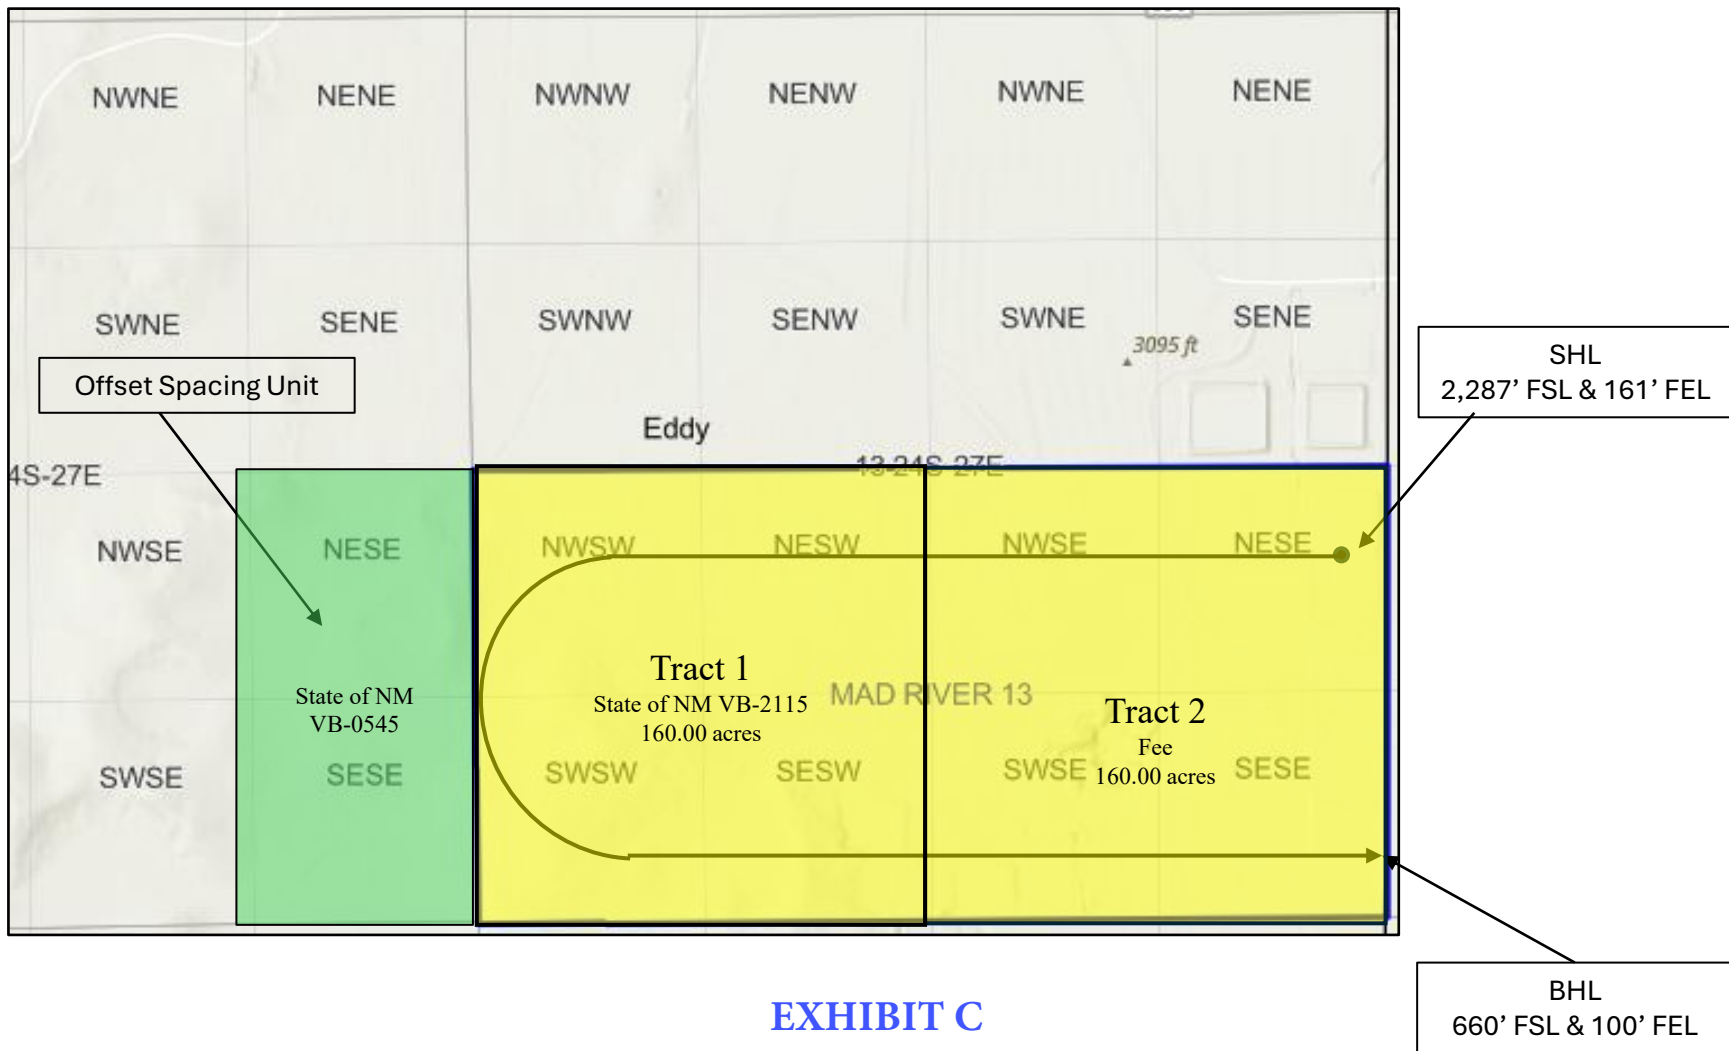 NWNE
NENE
NWNW
NENW
NWNE
NENE
SWNE
SENE
SWNW
SENW
SWNE
SENE
3095 ft
SHL
2,287' FSL & 161' FEL
Offset Spacing Unit
Eddy
4S-27E
13-24S-27E
NWSE
NESE
NWSW
NESW
NWSE
NESE
State of NM
VB-0545
Tract 1
State of NM VB-2115
160.00 acres
MAD RIVER 13
Tract 2
Fee
160.00 acres
SWSE
SESE
SWSW
SESW
SWSE
SESE
BHL
660' FSL & 100' FEL
EXHIBIT C